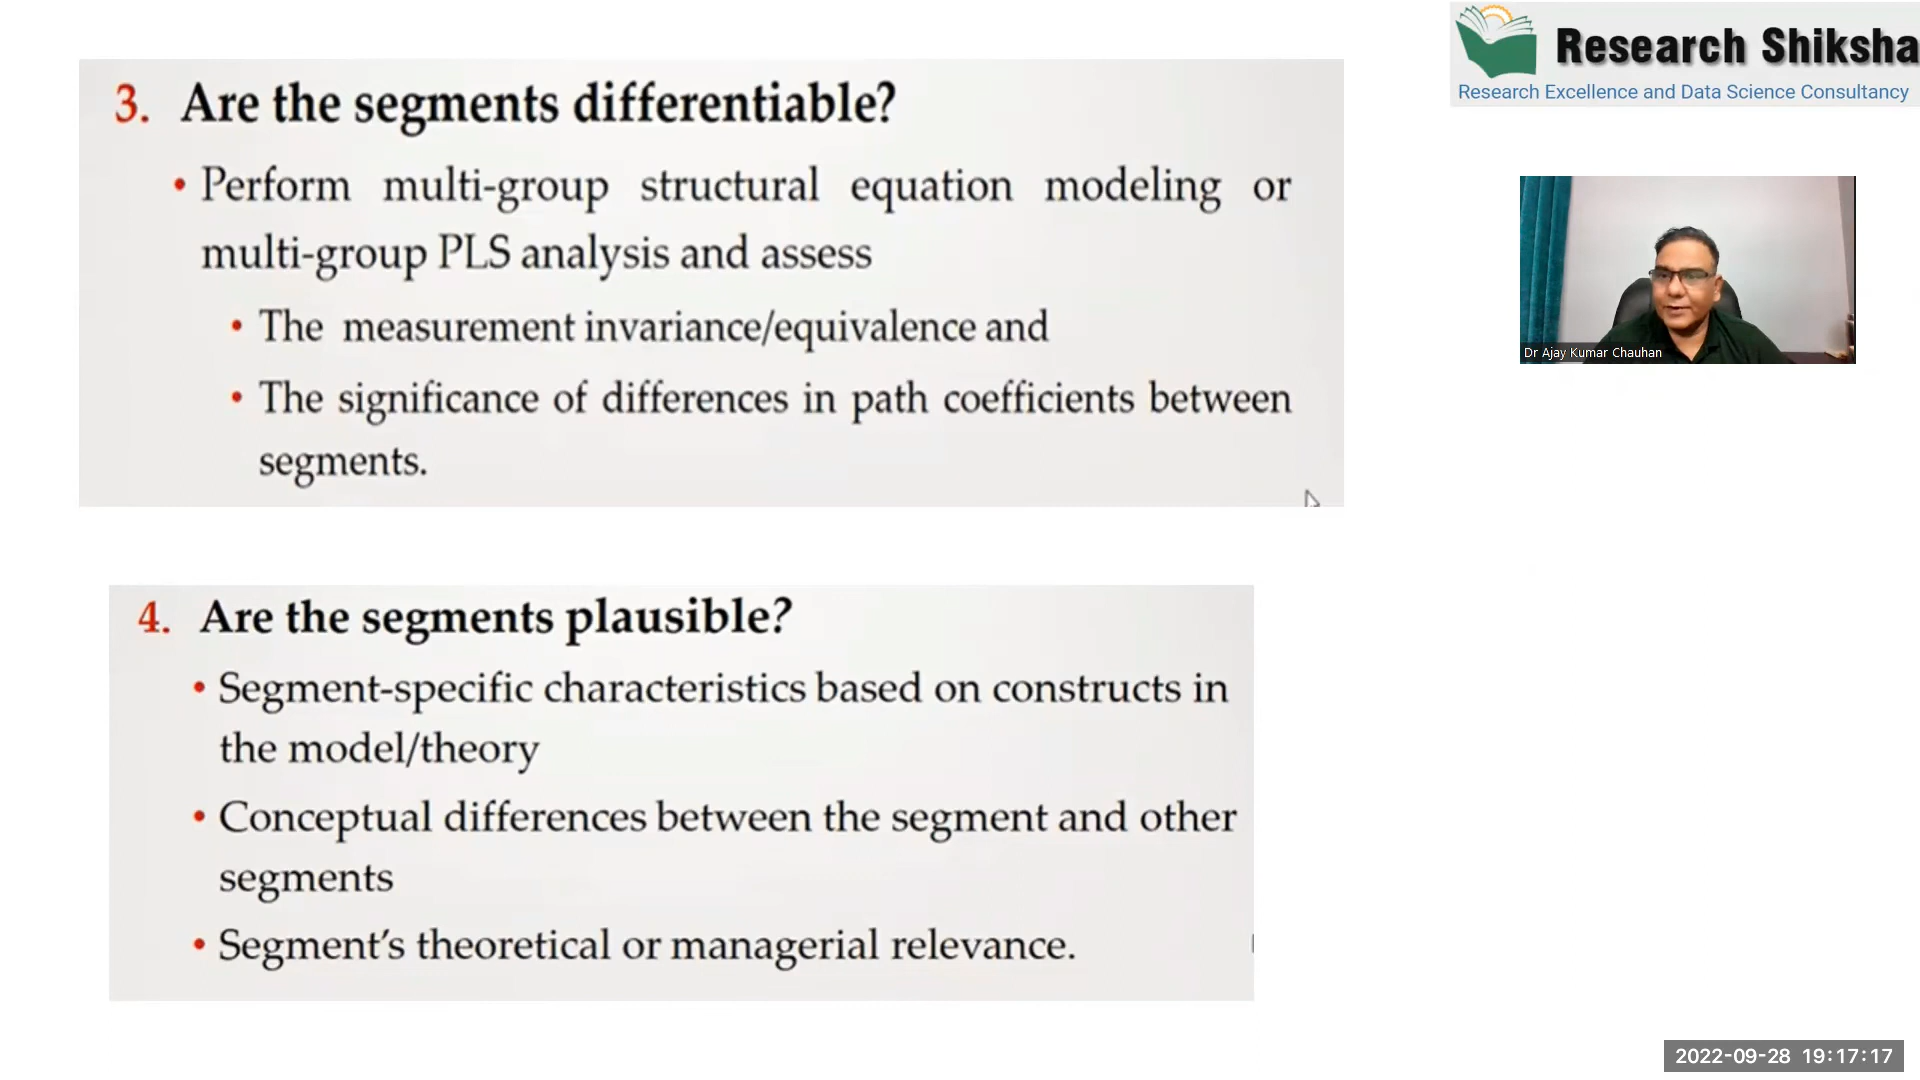 Research Shiksha
Research Excellence and Data Science Consultancy
3. Are the segments differentiable?
• Perform multi-group structural equation modeling or
multi-group PLS analysis and assess
• The measurement invariance/equivalence and
• The significance of differences in path coefficients between
segments.
Dr Ajay Kumar Chauhan
4. Are the segments plausible?
• Segment-specific characteristics based on constructs in
the model/theory
• Conceptual differences between the segment and other
segments
• Segment's theoretical or managerial relevance.
2022-09-28 19:17:17